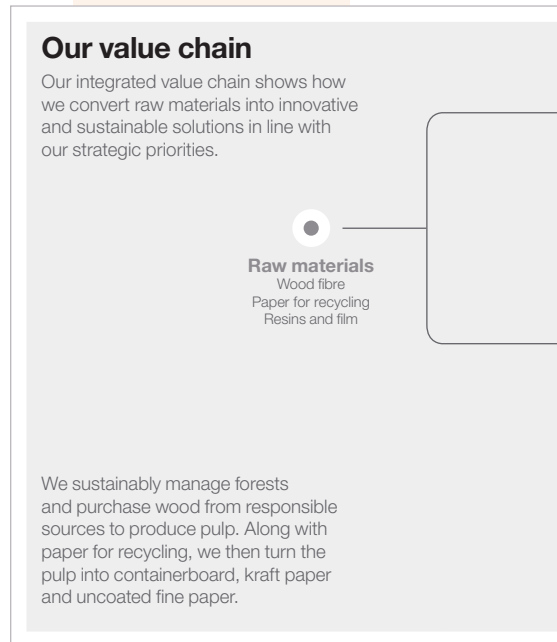 Our value chain
Our integrated value chain shows how
we convert raw materials into innovative
and sustainable solutions in line with
our strategic priorities.
Raw materials
Wood fibre
Paper for recycling
Resins and film
We sustainably manage forests
and purchase wood from responsible
sources to produce pulp. Along with
paper for recycling, we then turn the
pulp into containerboard, kraft paper
and uncoated fine paper.